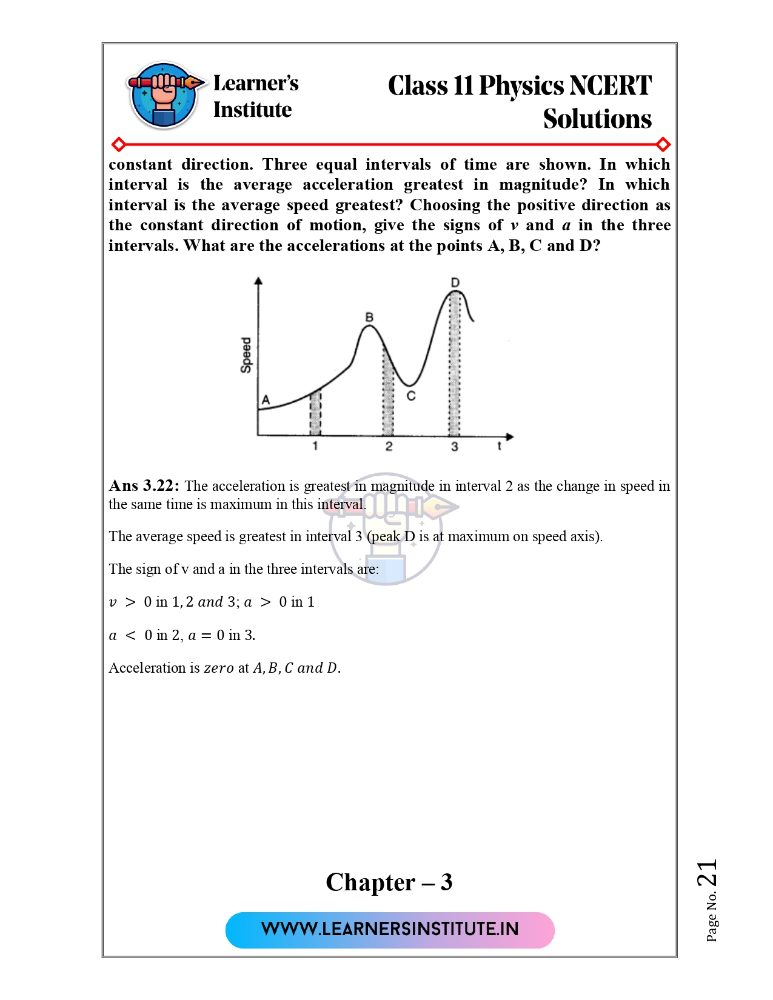 Learner's
Institute
Class 11 Physics NCERT
Solutions
constant direction. Three equal intervals of time are shown. In which
interval is the average acceleration greatest in magnitude? In which
interval is the average speed greatest? Choosing the positive direction as
the constant direction of motion, give the signs of v and a in the three
intervals. What are the accelerations at the points A, B, C and D?
D
B
Speed
A
C
1 2 3 t
Ans 3.22: The acceleration is greatest in magnitude in interval 2 as the change in speed in
the same time is maximum in this interval.
The average speed is greatest in interval 3 (peak D is at maximum on speed axis).
The sign of v and a in the three intervals are:
v > 0 in 1, 2 and 3; a > 0 in 1
a < 0 in 2, a = 0 in 3.
Acceleration is zero at A, B, C and D.
Chapter – 3
WWW.LEARNERSINSTITUTE.IN
Page No. 21